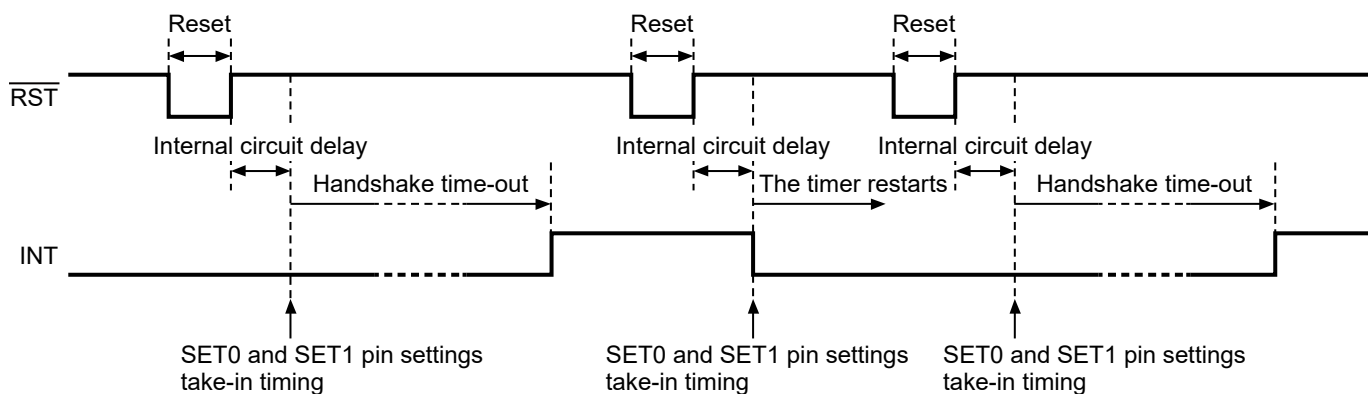 Reset Reset Reset
RST
Internal circuit delay Internal circuit delay Internal circuit delay
Handshake time-out The timer restarts Handshake time-out
INT
SET0 and SET1 pin settings SET0 and SET1 pin settings SET0 and SET1 pin settings
take-in timing take-in timing take-in timing